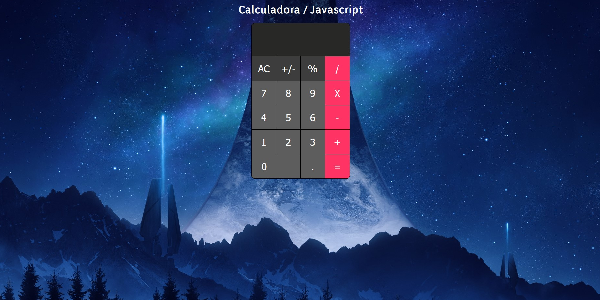 Calculadora / Javascript
AC +/- % /
7 8 9 X
4 5 6 -
1 2 3 +
0 . =